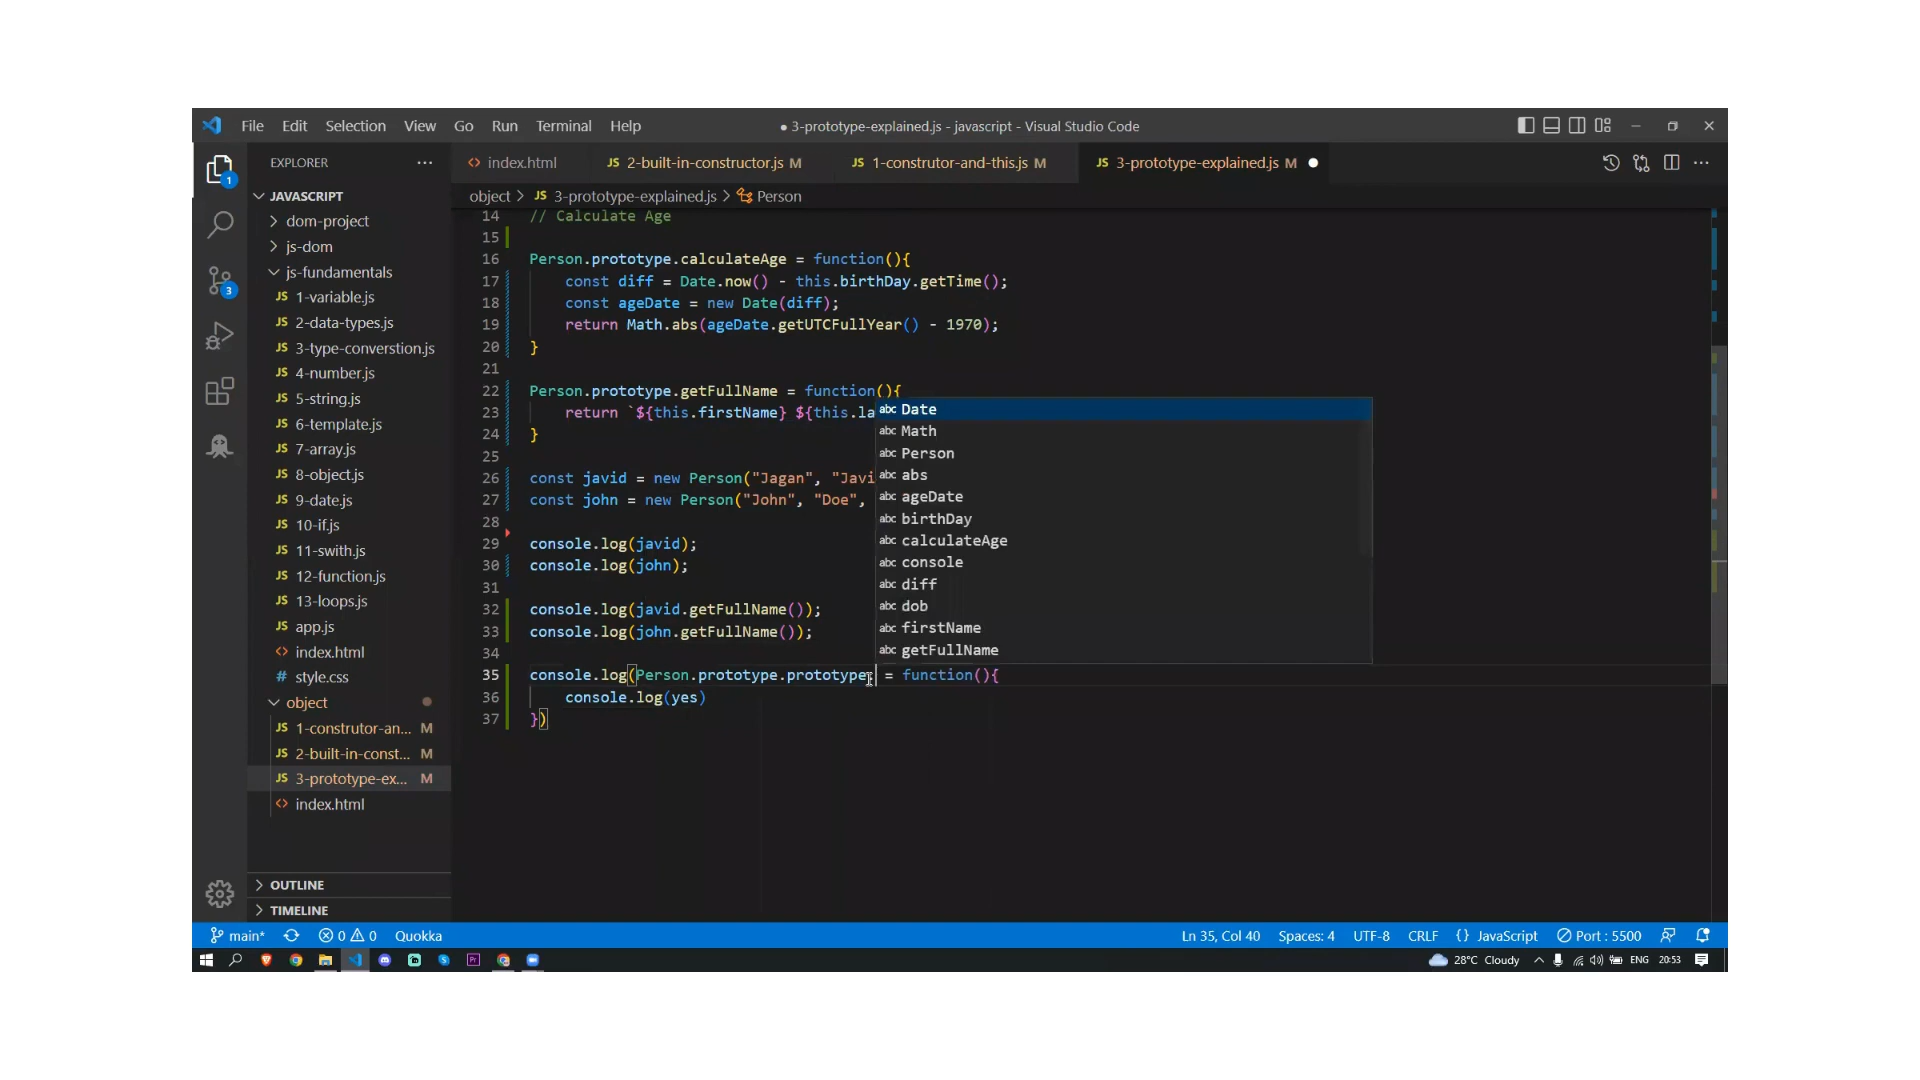 File Edit Selection View Go Run Terminal Help
● 3-prototype-explained.js - javascript - Visual Studio Code
EXPLORER
index.html
JS 2-built-in-constructor.js M
JS 1-construtor-and-this.js M
JS 3-prototype-explained.js M
object > JS 3-prototype-explained.js > Person
1
3
JAVASCRIPT
dom-project
js-dom
js-fundamentals
JS 1-variable.js
JS 2-data-types.js
JS 3-type-converstion.js
JS 4-number.js
JS 5-string.js
JS 6-template.js
JS 7-array.js
JS 8-object.js
JS 9-date.js
JS 10-if.js
JS 11-swith.js
JS 12-function.js
JS 13-loops.js
JS app.js
<> index.html
# style.css
object
JS 1-construtor-an... M
JS 2-built-in-const... M
JS 3-prototype-ex... M
<> index.html
OUTLINE
TIMELINE
14 // Calculate Age
15
16 Person.prototype.calculateAge = function(){
17 const diff = Date.now() - this.birthDay.getTime();
18 const ageDate = new Date(diff);
19 return Math.abs(ageDate.getUTCFullYear() - 1970);
20 }
21
22 Person.prototype.getFullName = function(){
23 return `${this.firstName} ${this.la
24 }
25
26 const javid = new Person("Jagan", "Javi
27 const john = new Person("John", "Doe",
28
29 console.log(javid);
30 console.log(john);
31
32 console.log(javid.getFullName());
33 console.log(john.getFullName());
34
35 console.log(Person.prototype.prototype. = function(){
36 console.log(yes)
37 })
abc Date
abc Math
abc Person
abc abs
abc ageDate
abc birthDay
abc calculateAge
abc console
abc diff
abc dob
abc firstName
abc getFullName
main* 0 0 Quokka
Ln 35, Col 40 Spaces: 4 UTF-8 CRLF {} JavaScript Port : 5500
28°C Cloudy ENG 20:53